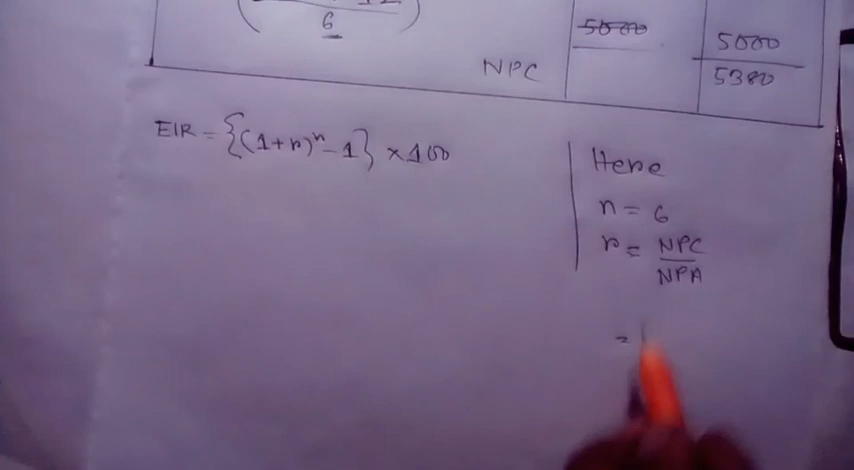 6
5000
5000
NPC
5380
EIR = {(1+r)^n - 1} × 100
Here
n = 6
r = NPC
NPA
=